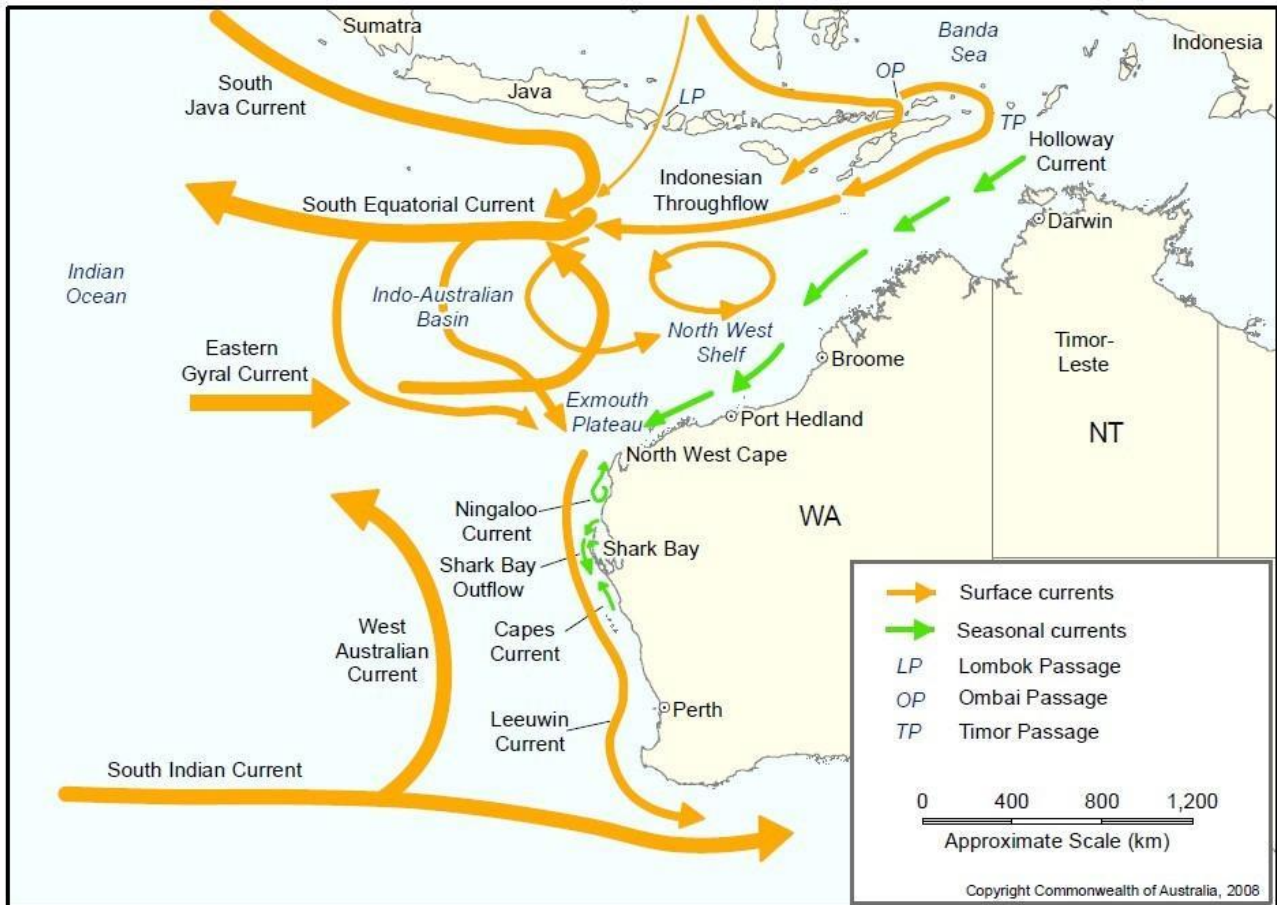 Sumatra
Banda
Sea
Indonesia
South
Java Current
Java
LP
OP
TP
Holloway
Current
Indonesian
Throughflow
South Equatorial Current
Darwin
Indian
Ocean
Indo-Australian
Basin
North West
Shelf
Timor-
Leste
Eastern
Gyral Current
Broome
Exmouth
Plateau
Port Hedland
NT
North West Cape
Ningaloo
Current
WA
Shark Bay
Shark Bay
Outflow
Capes
Current
West
Australian
Current
Leeuwin
Current
Perth
South Indian Current
Surface currents
Seasonal currents
LP Lombok Passage
OP Ombai Passage
TP Timor Passage
0 400 800 1,200
Approximate Scale (km)
Copyright Commonwealth of Australia, 2008